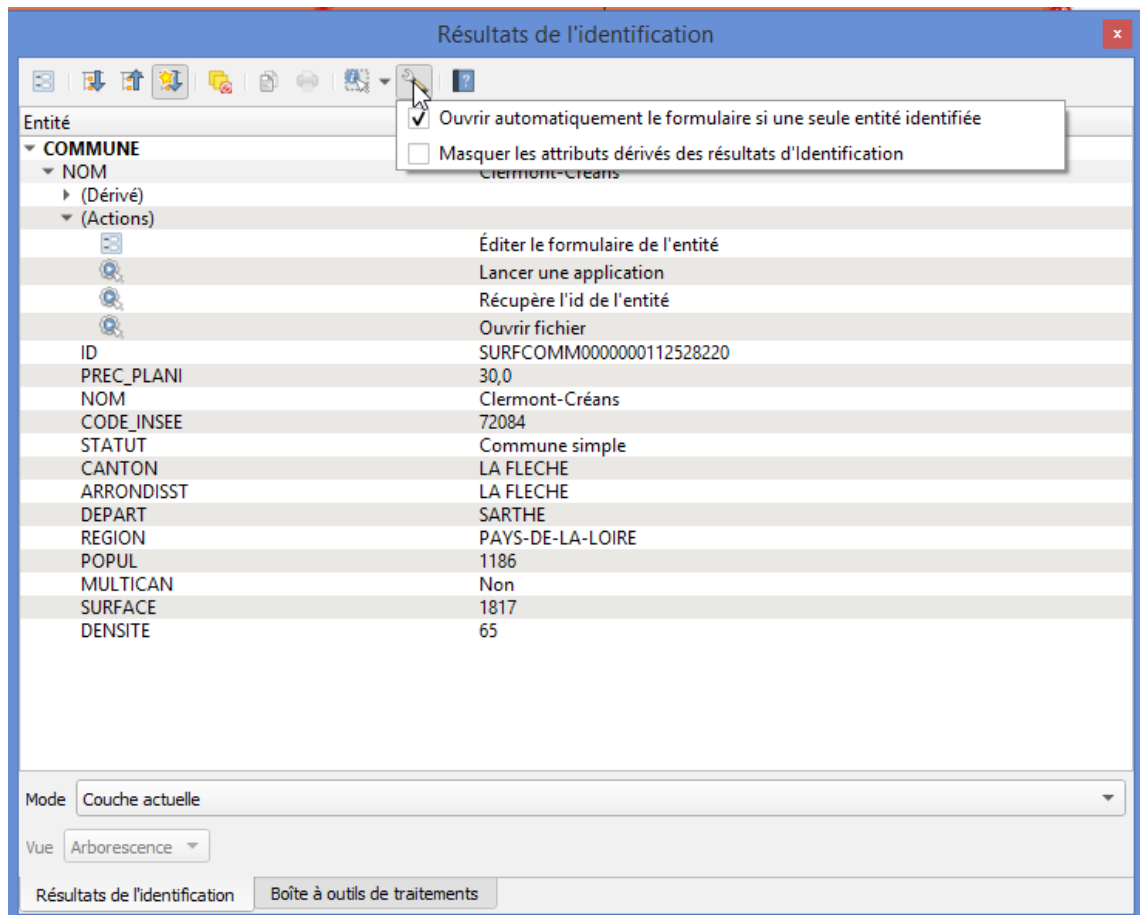 Résultats de l'identification
x
Entité
Ouvrir automatiquement le formulaire si une seule entité identifiée
Masquer les attributs dérivés des résultats d'Identification
COMMUNE
NOM Clermont-Créans
(Dérivé)
(Actions)
Éditer le formulaire de l'entité
Lancer une application
Récupère l'id de l'entité
Ouvrir fichier
ID SURFCOMM0000000112528220
PREC_PLANI 30,0
NOM Clermont-Créans
CODE_INSEE 72084
STATUT Commune simple
CANTON LA FLECHE
ARRONDISST LA FLECHE
DEPART SARTHE
REGION PAYS-DE-LA-LOIRE
POPUL 1186
MULTICAN Non
SURFACE 1817
DENSITE 65
Mode Couche actuelle
Vue Arborescence
Résultats de l'identification Boîte à outils de traitements